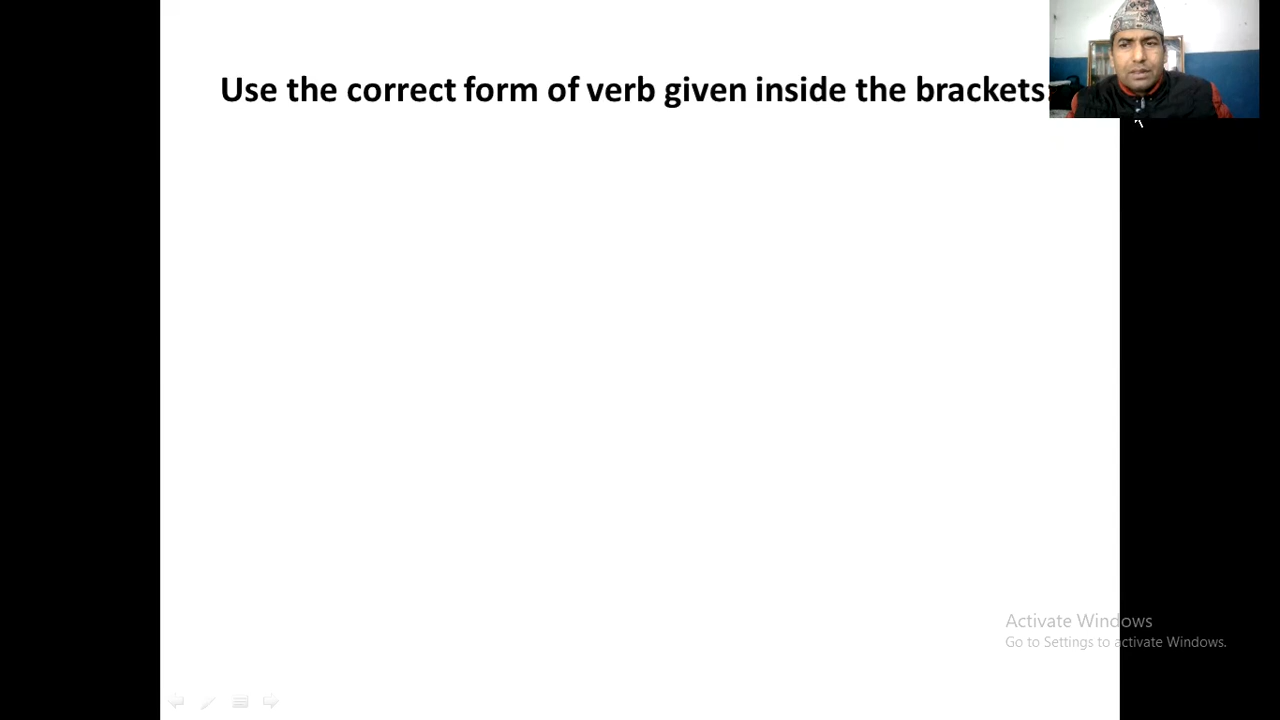 Use the correct form of verb given inside the brackets:
Activate Windows
Go to Settings to activate Windows.